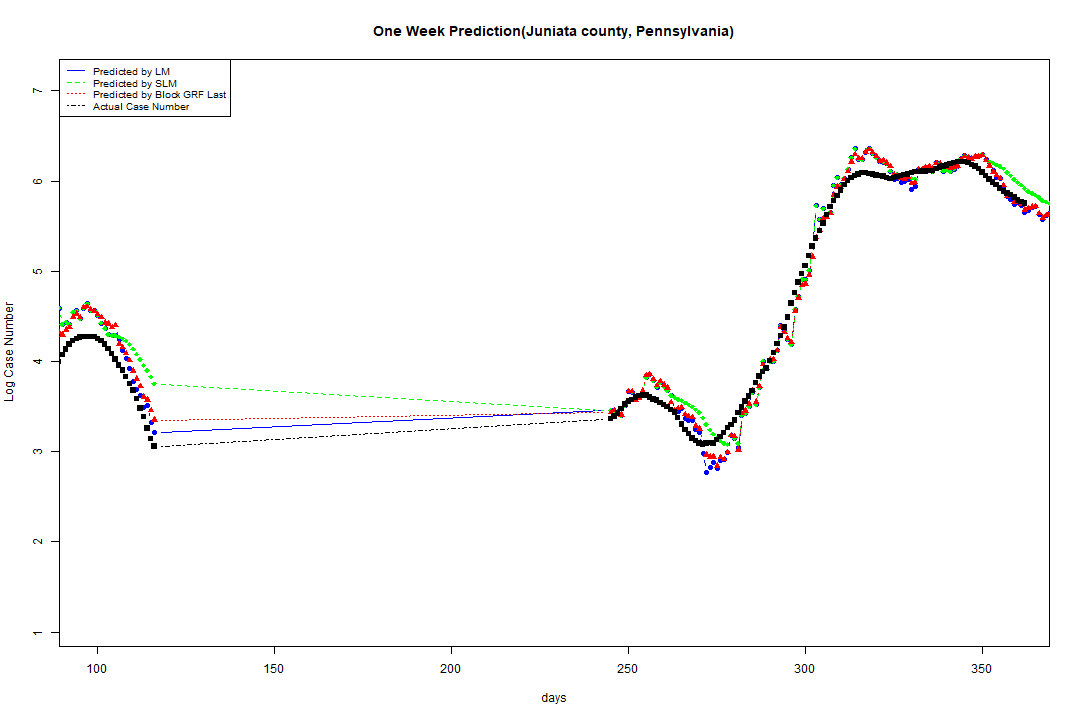 One Week Prediction(Juniata county, Pennsylvania)
Predicted by LM
Predicted by SLM
Predicted by Block GRF Last
Actual Case Number
7
6
5
4
3
2
1
Log Case Number
100 150 200 250 300 350
days